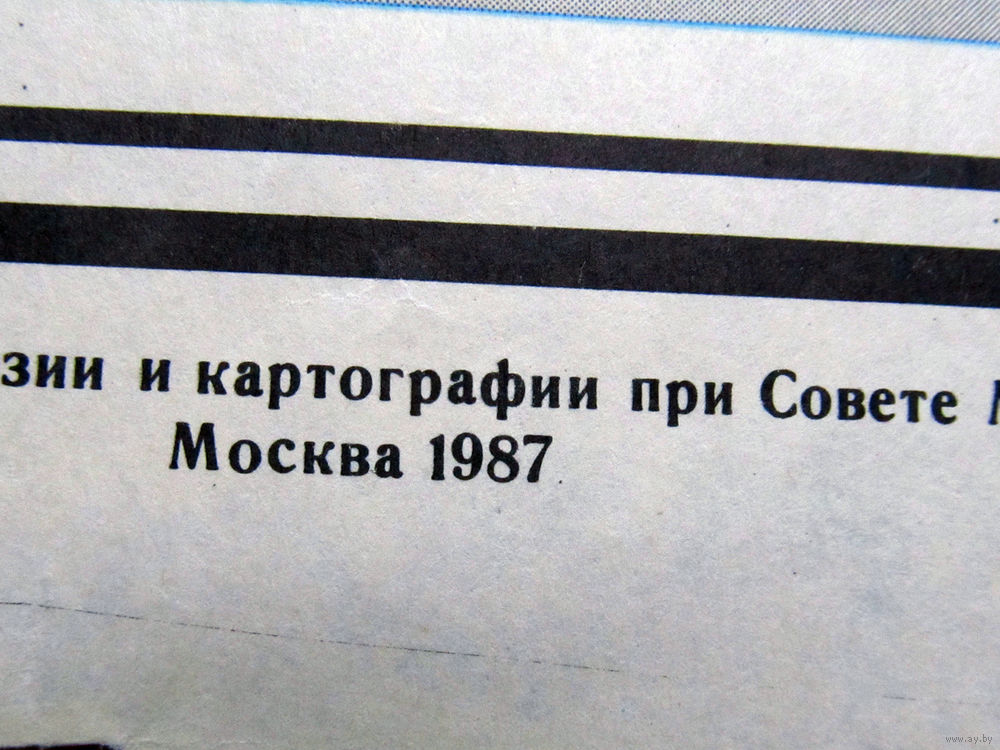 зии и картографии при Совете
Москва 1987
www.ay.by